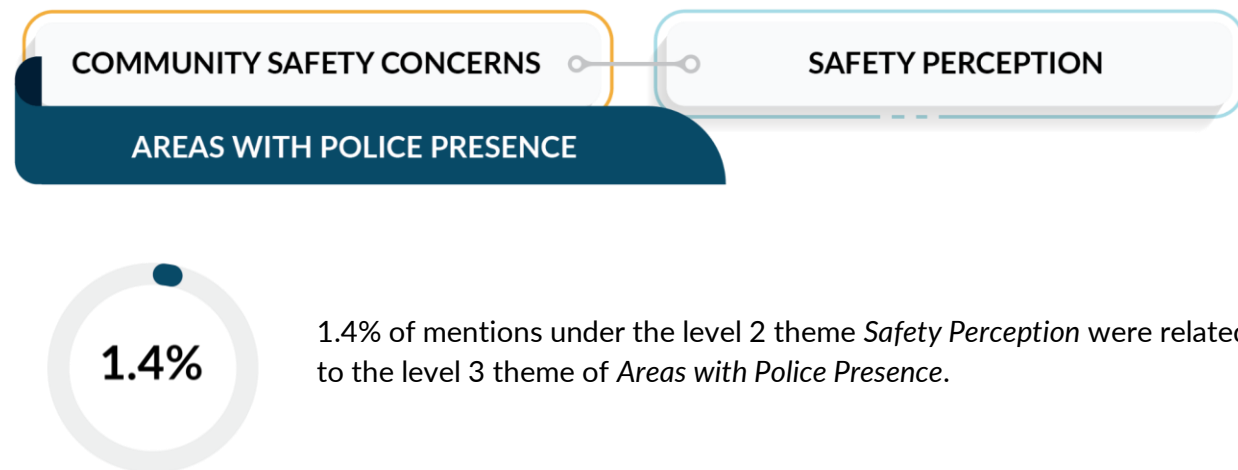 COMMUNITY SAFETY CONCERNS
SAFETY PERCEPTION
AREAS WITH POLICE PRESENCE
1.4%
1.4% of mentions under the level 2 theme Safety Perception were related
to the level 3 theme of Areas with Police Presence.